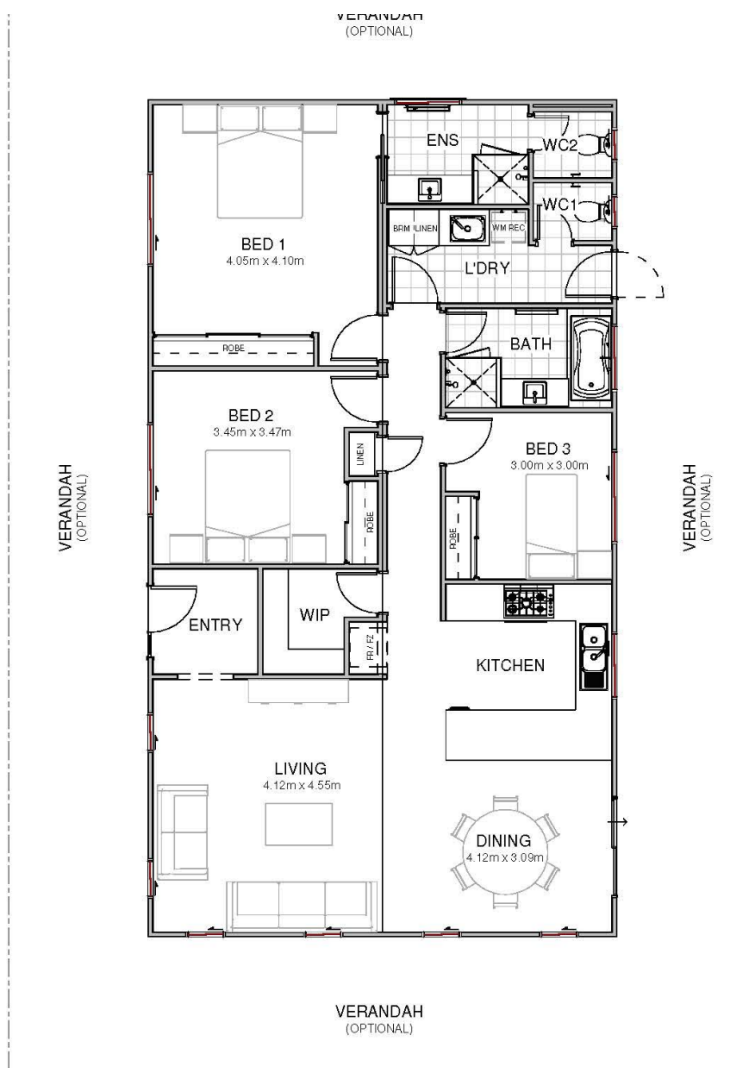 VERANDAH
(OPTIONAL)
ENS
WC2
WC1
BRM
LINEN
WM REC
L'DRY
BED 1
4.05m x 4.10m
ROBE
BATH
BED 2
3.45m x 3.47m
LINEN
ROBE
BED 3
3.00m x 3.00m
ROBE
VERANDAH
(OPTIONAL)
VERANDAH
(OPTIONAL)
ENTRY
WIP
FR / FZ
KITCHEN
LIVING
4.12m x 4.55m
DINING
4.12m x 3.09m
VERANDAH
(OPTIONAL)